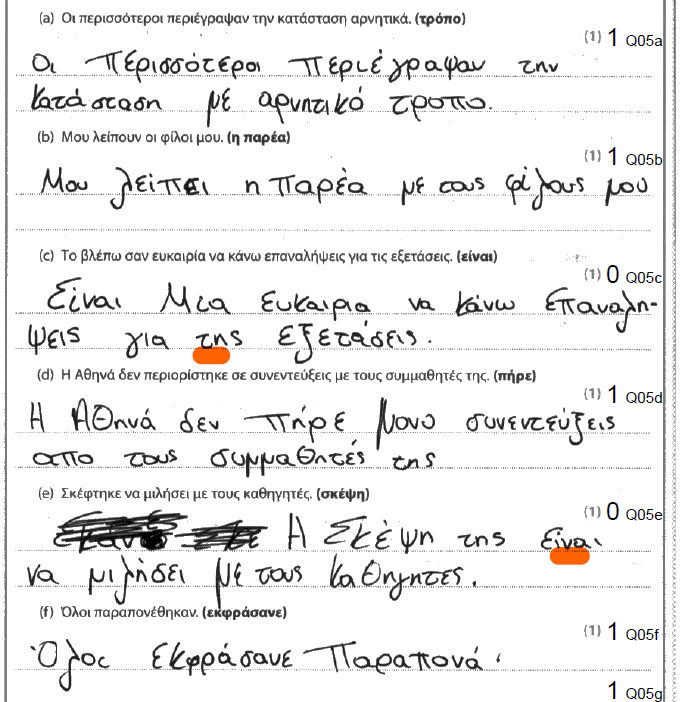 (a) Οι περισσότεροι περιέγραψαν την κατάσταση αρνητικά. (τρόπο)
(1) 1 Q05a
Οι περισσότεροι περιέγραψαν την
κατάσταση με αρνητικό τροπο.
(b) Μου λείπουν οι φίλοι μου. (η παρέα)
(1) 1 Q05b
Μου λείπει η παρέα με τους φίλους μου
(c) Το βλέπω σαν ευκαιρία να κάνω επαναλήψεις για τις εξετάσεις. (είναι)
(1) 0 Q05c
Είναι Μια ευκαιρια να κάνω επαναλη-
ψεις για της εξετάσεις.
(d) Η Αθηνά δεν περιορίστηκε σε συνεντεύξεις με τους συμμαθητές της. (πήρε)
(1) 1 Q05d
Η Αθηνά δεν πήρε μονο συνεντεύξεις
απο τους συμμαθητές της
(e) Σκέφτηκε να μιλήσει με τους καθηγητές. (σκέψη)
(1) 0 Q05e
Η Σκέψη της είναι
να μιλήσει με τους καθηγητες.
(f) Όλοι παραπονέθηκαν. (εκφράσανε)
(1) 1 Q05f
Όλος εκφράσανε Παραπονά.
1 Q05g